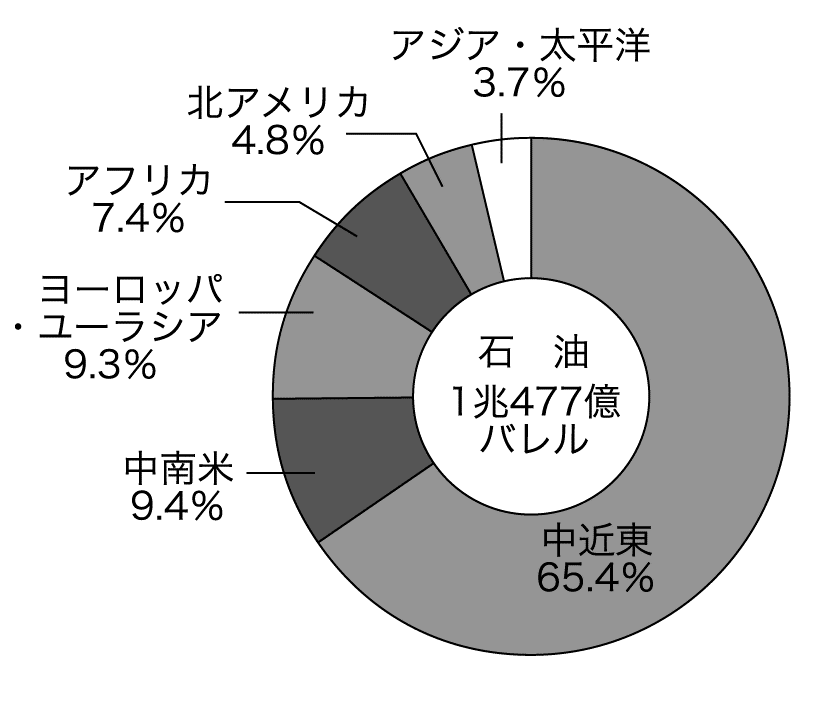 アジア・太平洋
3.7%
北アメリカ
4.8%
アフリカ
7.4%
ヨーロッパ
・ユーラシア
9.3%
石　油
1兆477億
バレル
中南米
9.4%
中近東
65.4%